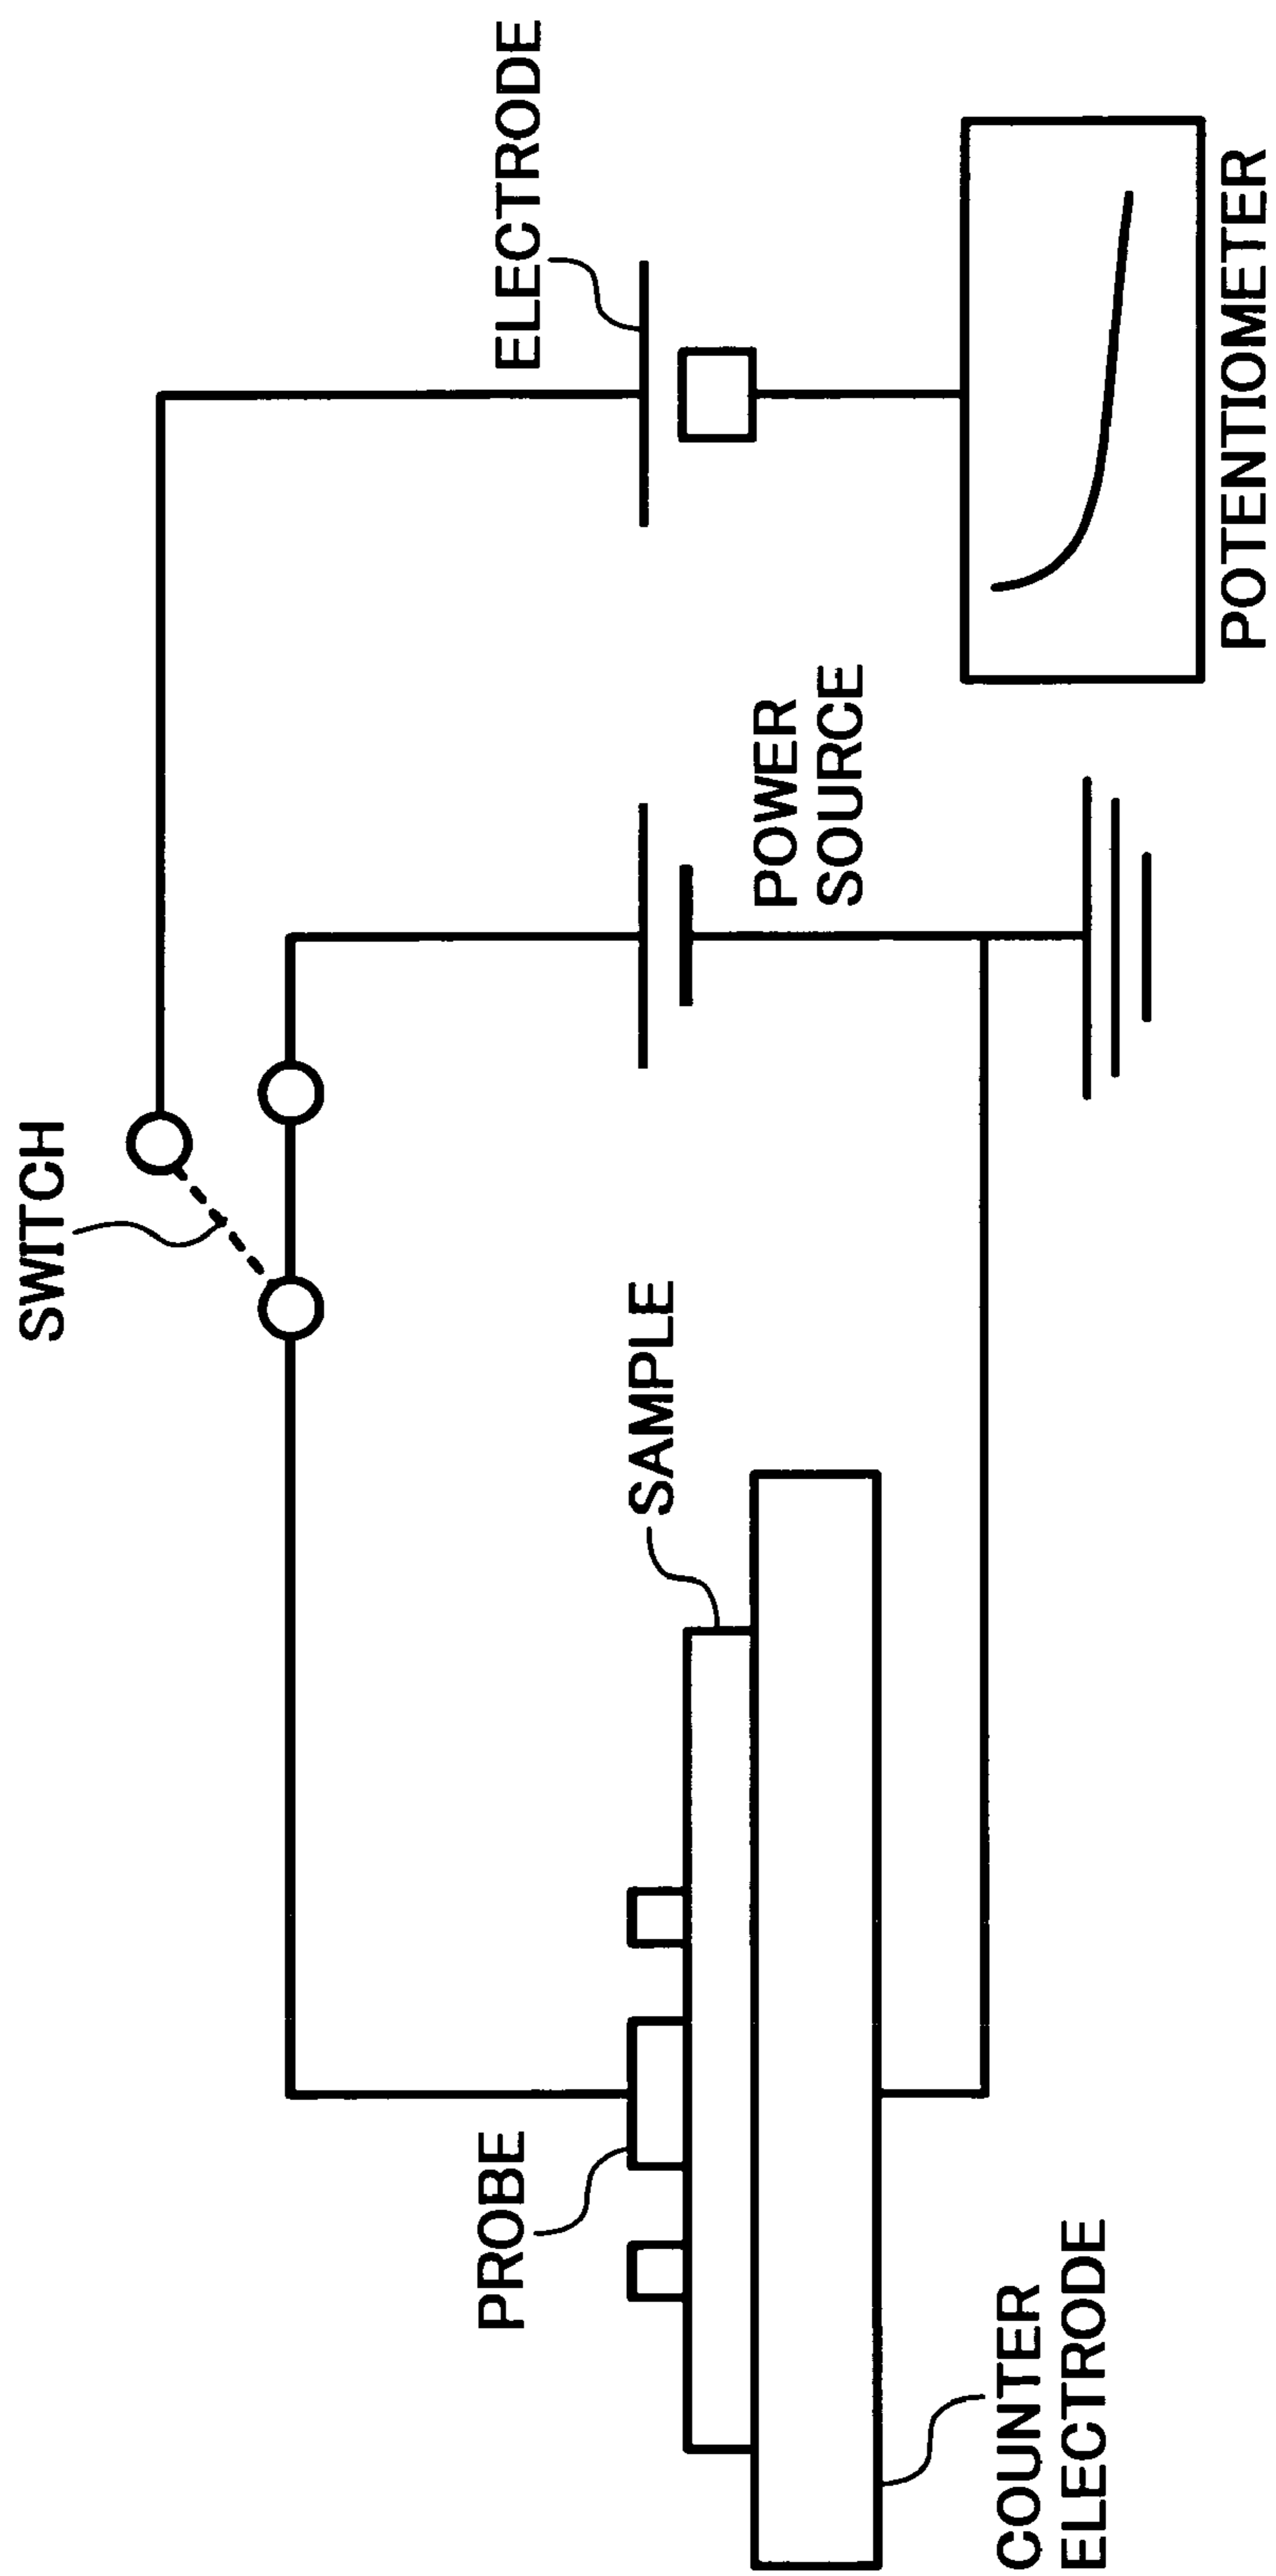 SWITCH
ELECTRODE
PROBE
SAMPLE
POWER
SOURCE
COUNTER
ELECTRODE
POTENTIOMETER